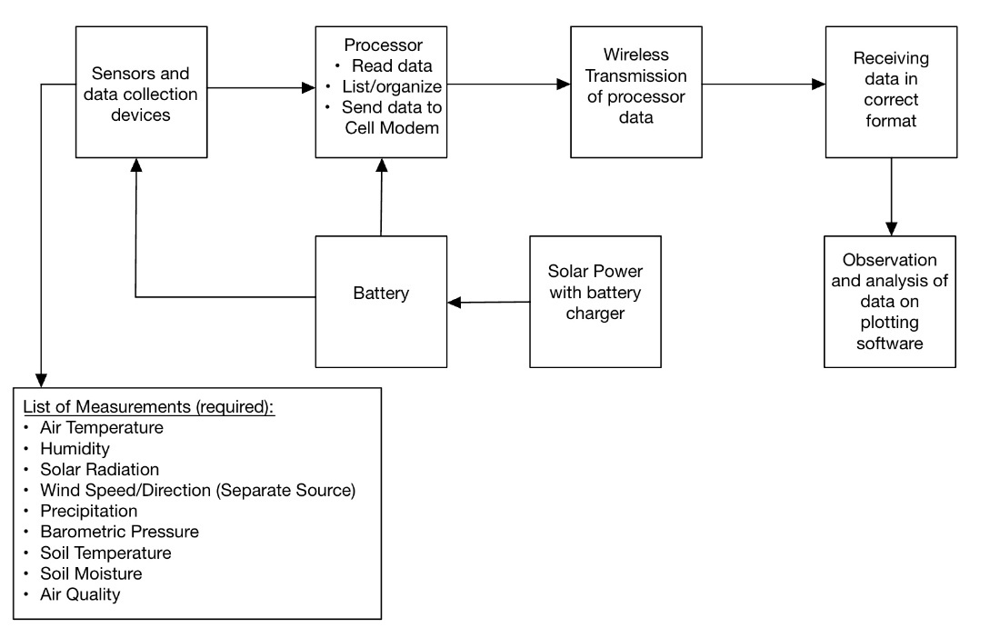 Sensors and
data collection
devices
Processor
• Read data
• List/organize
• Send data to
Cell Modem
Wireless
Transmission
of processor
data
Receiving
data in
correct
format
Battery
Solar Power
with battery
charger
Observation
and analysis of
data on
plotting
software
List of Measurements (required):
• Air Temperature
• Humidity
• Solar Radiation
• Wind Speed/Direction (Separate Source)
• Precipitation
• Barometric Pressure
• Soil Temperature
• Soil Moisture
• Air Quality